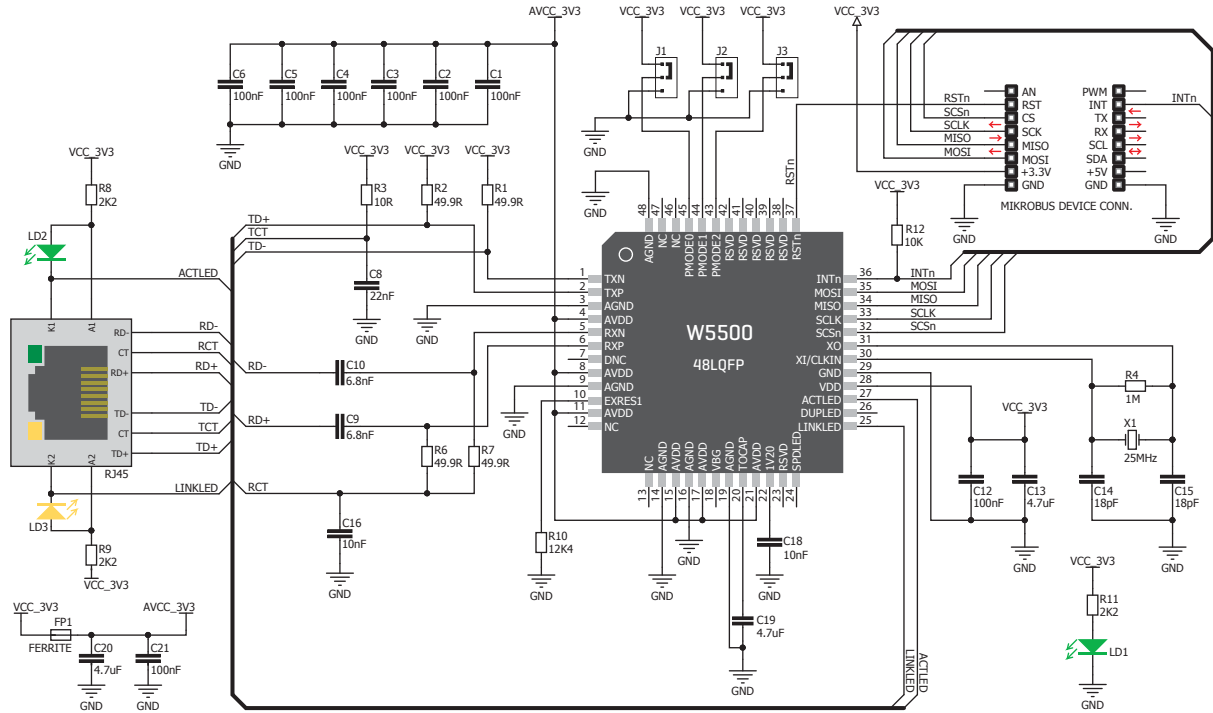 AVCC_3V3
VCC_3V3 VCC_3V3 VCC_3V3 VCC_3V3
J1 J2 J3
C6 C5 C4 C3 C2 C1
100nF 100nF 100nF 100nF 100nF 100nF
GND
GND
AN PWM
RSTn RST INT INTn
SCSn CS TX
SCLK SCK RX
MISO MISO SCL
MOSI MOSI SDA
+3.3V +5V
GND GND
MIKROBUS DEVICE CONN.
GND GND
VCC_3V3 VCC_3V3 VCC_3V3 VCC_3V3
R8
2K2
R3
10R
R2
49.9R
R1
49.9R
GND
RSTn
VCC_3V3
R12
10K
LD2
TD+
TCT
TD-
ACTLED
C8
22nF
GND
GND
48 47 46 45 44 43 42 41 40 39 38 37
AGND NC NC PMODE0 PMODE1 PMODE2 RSVD RSVD RSVD RSVD RSVD RSTn
W5500
48LQFP
1 TXN
2 TXP
3 AGND
4 AVDD
5 RXN
6 RXP
7 DNC
8 AVDD
9 AGND
10 EXRES1
11 AVDD
12 NC
INTn 36 INTn
MOSI 35 MOSI
MISO 34 MISO
SCLK 33 SCLK
SCSn 32 SCSn
XO 31
XI/CLKIN 30
GND 29
VDD 28
ACTLED 27
DUPLED 26
LINKLED 25
NC AGND AVDD AGND AVDD VBG AGND TOCAP AVDD 1V20 RSVD SPDLED
13 14 15 16 17 18 19 20 21 22 23 24
K1 A1
RD- RD-
CT RCT
RD+ RD+
TD- TD-
CT TCT
TD+ TD+
K2 A2
RJ45
RD-
C10
6.8nF
RD+
C9
6.8nF
GND
R6
49.9R
R7
49.9R
LINKLED
RCT
LD3
R9
2K2
VCC_3V3
C16
10nF
GND
R10
12K4
GND
GND
GND
C18
10nF
GND
C19
4.7uF
GND
R4
1M
X1
25MHz
VCC_3V3
C12
100nF
C13
4.7uF
C14
18pF
C15
18pF
GND
GND
VCC_3V3
R11
2K2
LD1
GND
VCC_3V3 AVCC_3V3
FP1
FERRITE
C20
4.7uF
C21
100nF
GND GND
LINKLED
ACTLED